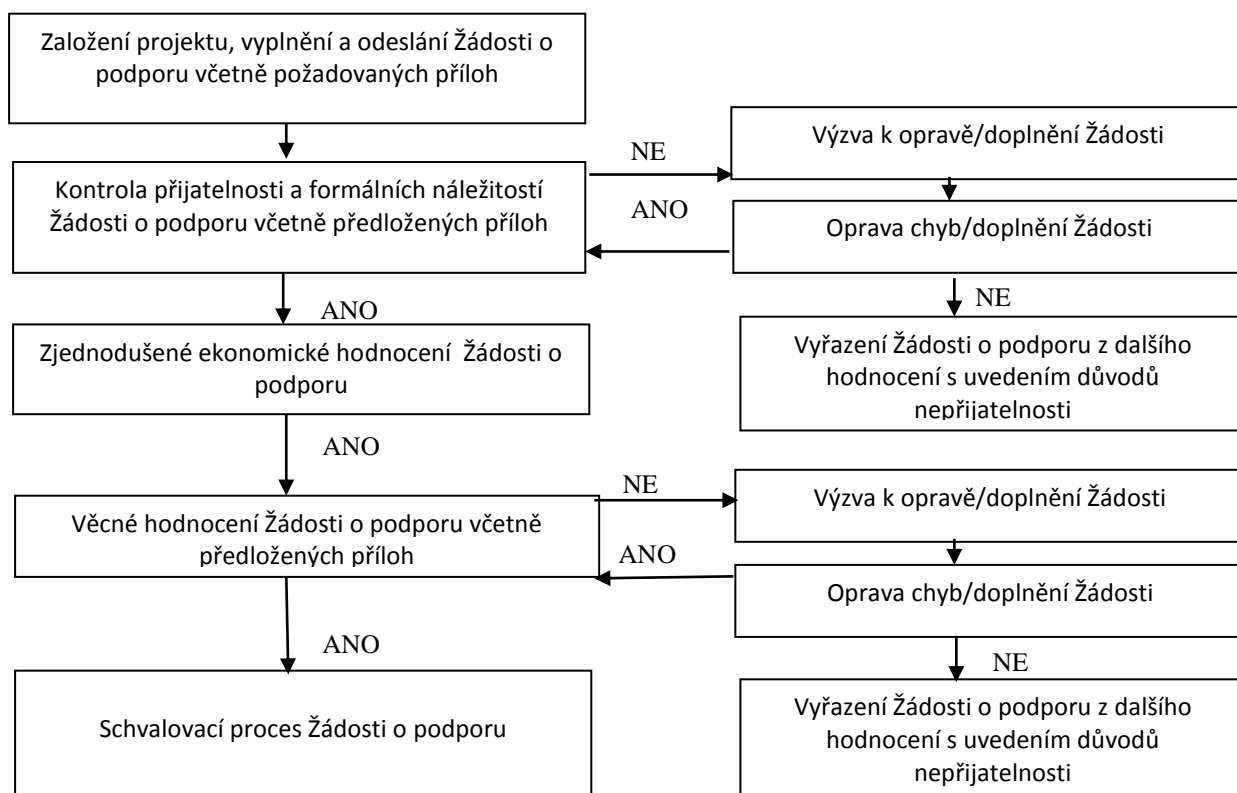 Založení projektu, vyplnění a odeslání Žádosti o
podporu včetně požadovaných příloh
NE
Výzva k opravě/doplnění Žádosti
Kontrola přijatelnosti a formálních náležitostí
Žádosti o podporu včetně předložených příloh
ANO
Oprava chyb/doplnění Žádosti
ANO
NE
Zjednodušené ekonomické hodnocení Žádosti o
podporu
Vyřazení Žádosti o podporu z dalšího
hodnocení s uvedením důvodů
nepřijatelnosti
ANO
NE
Výzva k opravě/doplnění Žádosti
Věcné hodnocení Žádosti o podporu včetně
předložených příloh
ANO
Oprava chyb/doplnění Žádosti
ANO
NE
Schvalovací proces Žádosti o podporu
Vyřazení Žádosti o podporu z dalšího
hodnocení s uvedením důvodů
nepřijatelnosti